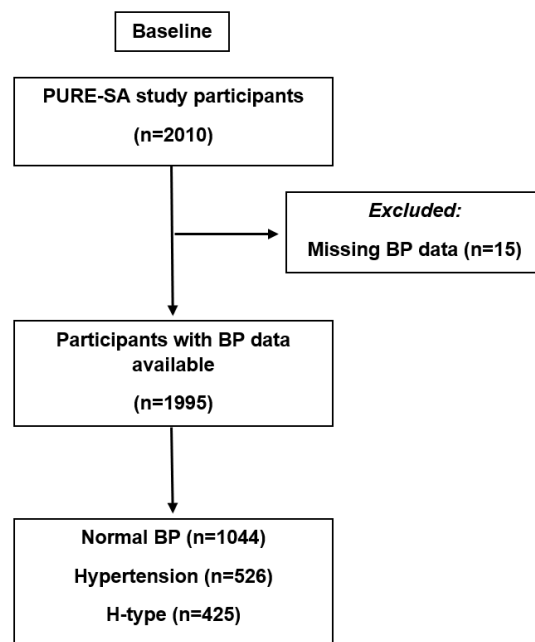 Baseline
PURE-SA study participants
(n=2010)
Excluded:
Missing BP data (n=15)
Participants with BP data
available
(n=1995)
Normal BP (n=1044)
Hypertension (n=526)
H-type (n=425)